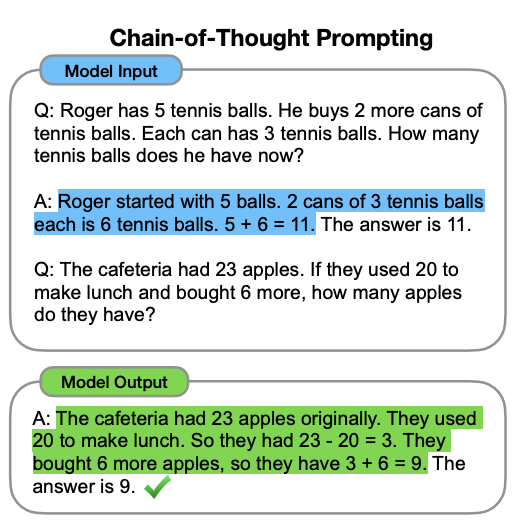 Chain-of-Thought Prompting
Model Input
Q: Roger has 5 tennis balls. He buys 2 more cans of
tennis balls. Each can has 3 tennis balls. How many
tennis balls does he have now?
A: Roger started with 5 balls. 2 cans of 3 tennis balls
each is 6 tennis balls. 5 + 6 = 11. The answer is 11.
Q: The cafeteria had 23 apples. If they used 20 to
make lunch and bought 6 more, how many apples
do they have?
Model Output
A: The cafeteria had 23 apples originally. They used
20 to make lunch. So they had 23 - 20 = 3. They
bought 6 more apples, so they have 3 + 6 = 9. The
answer is 9.